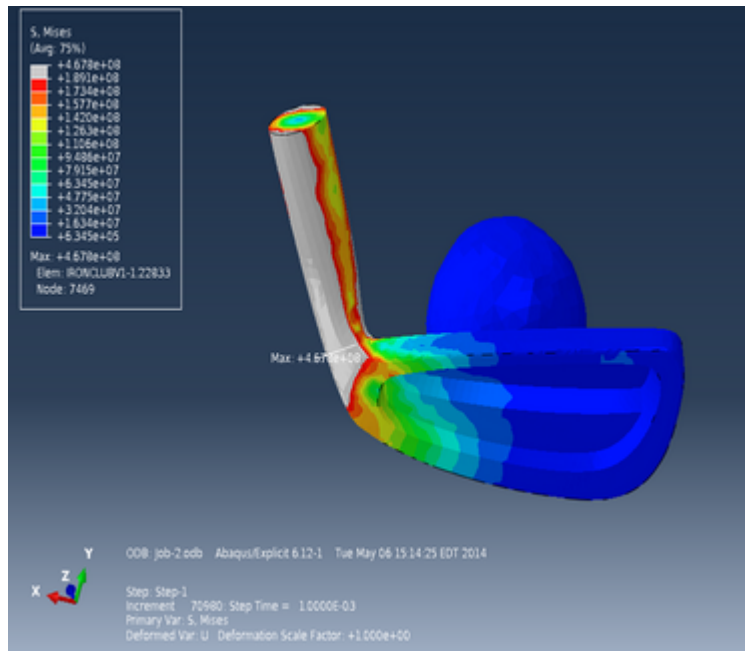 S, Mises
(Avg: 75%)
+4.678e+08
+1.891e+08
+1.734e+08
+1.577e+08
+1.420e+08
+1.263e+08
+1.106e+08
+9.486e+07
+7.915e+07
+6.345e+07
+4.775e+07
+3.204e+07
+1.634e+07
+6.345e+05
Max: +4.678e+08
Elem: IRONCLUBV1-1.22833
Node: 7469
Max: +4.678e+08
Y
Z
X
ODB: Job-2.odb Abaqus/Explicit 6.12-1 Tue May 06 15:14:25 EDT 2014
Step: Step-1
Increment 70980: Step Time = 1.0000E-03
Primary Var: S, Mises
Deformed Var: U Deformation Scale Factor: +1.000e+00